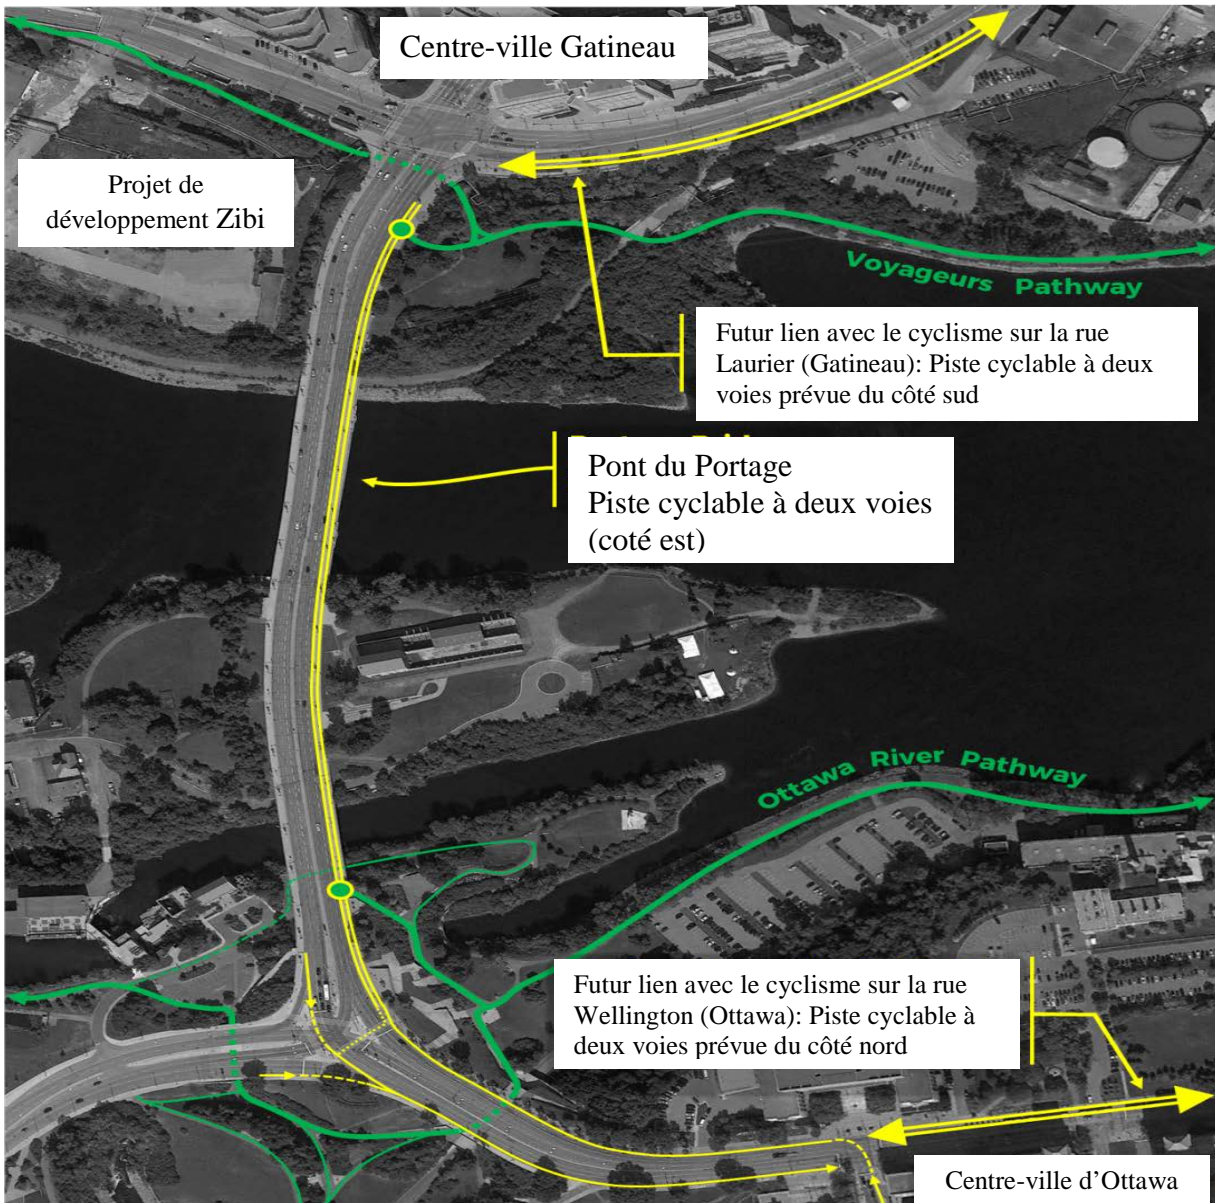 Centre-ville Gatineau
Projet de
développement Zibi
Voyageurs Pathway
Futur lien avec le cyclisme sur la rue
Laurier (Gatineau): Piste cyclable à deux
voies prévue du côté sud
Pont du Portage
Piste cyclable à deux voies
(coté est)
Ottawa River Pathway
Futur lien avec le cyclisme sur la rue
Wellington (Ottawa): Piste cyclable à
deux voies prévue du côté nord
Centre-ville d’Ottawa